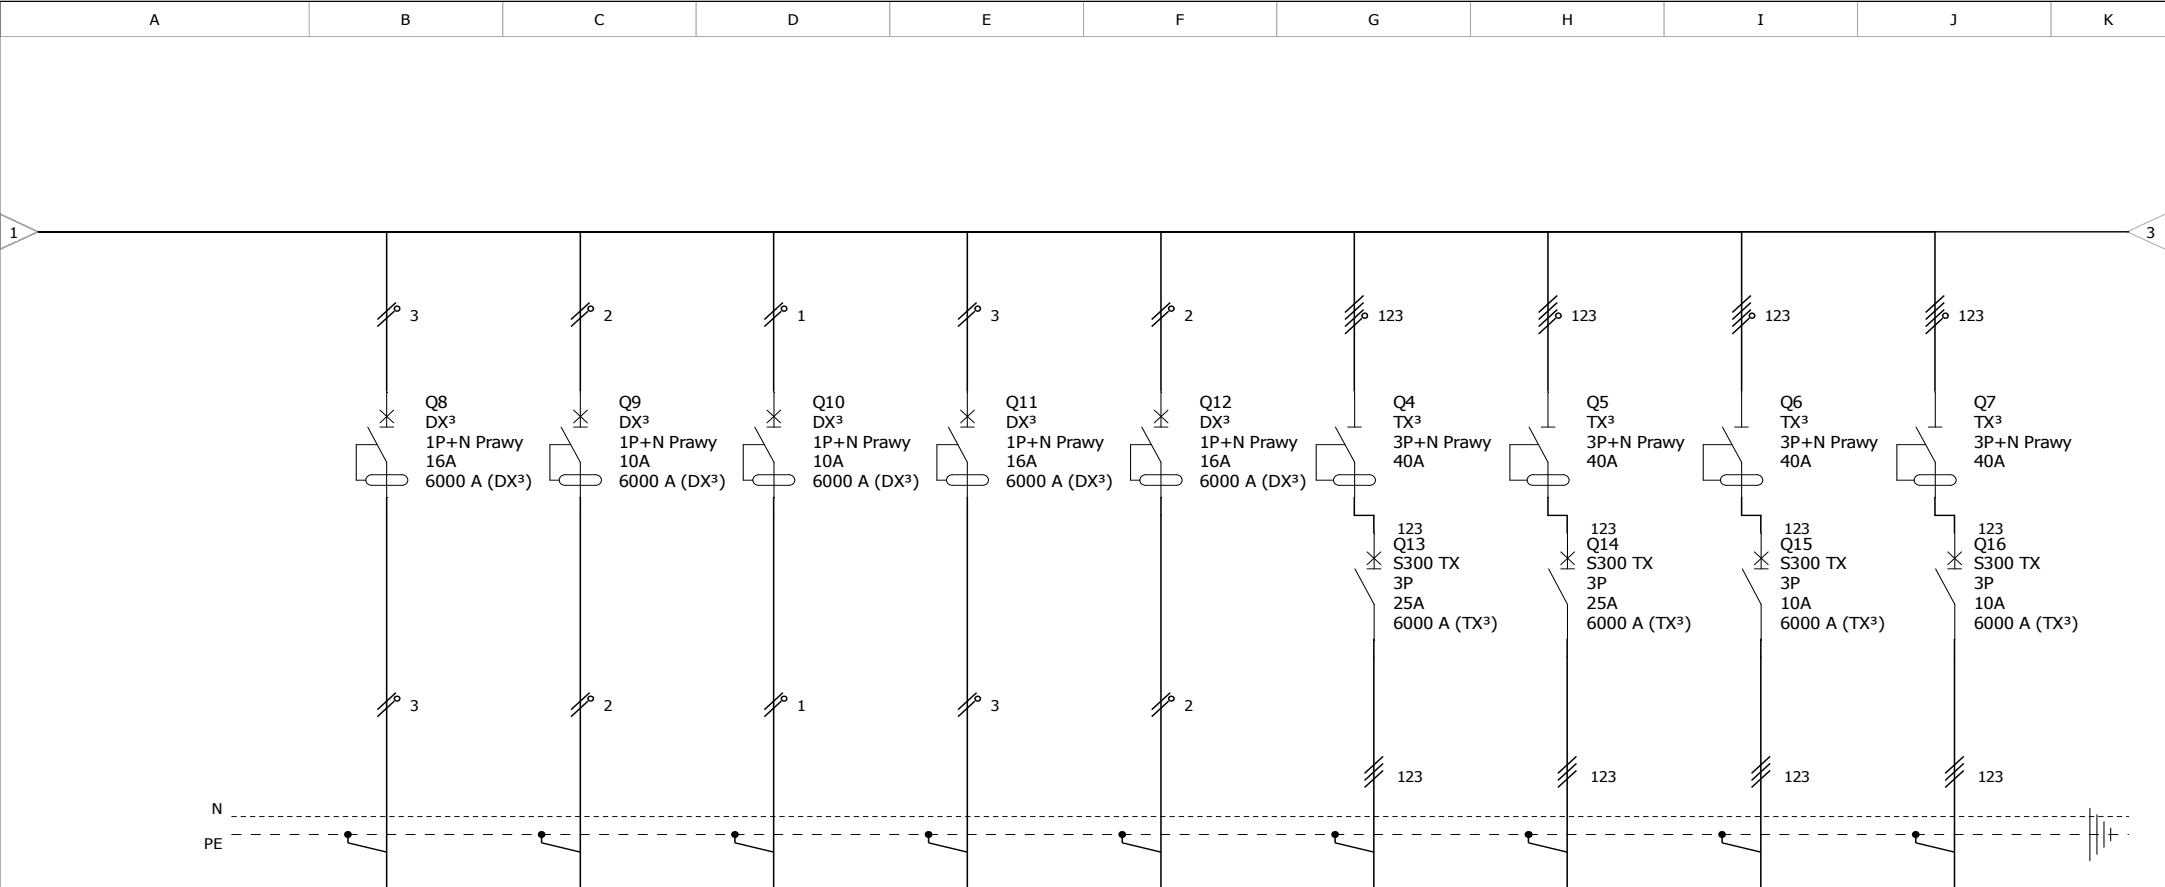 A B C D E F G H I J K
1 3
3 2 1 3 2 123 123 123 123
Q8
DX³
1P+N Prawy
16A
6000 A (DX³)
Q9
DX³
1P+N Prawy
10A
6000 A (DX³)
Q10
DX³
1P+N Prawy
10A
6000 A (DX³)
Q11
DX³
1P+N Prawy
16A
6000 A (DX³)
Q12
DX³
1P+N Prawy
16A
6000 A (DX³)
Q4
TX³
3P+N Prawy
40A
Q5
TX³
3P+N Prawy
40A
Q6
TX³
3P+N Prawy
40A
Q7
TX³
3P+N Prawy
40A
123
Q13
S300 TX
3P
25A
6000 A (TX³)
123
Q14
S300 TX
3P
25A
6000 A (TX³)
123
Q15
S300 TX
3P
10A
6000 A (TX³)
123
Q16
S300 TX
3P
10A
6000 A (TX³)
3 2 1 3 2
123 123 123 123
N
PE